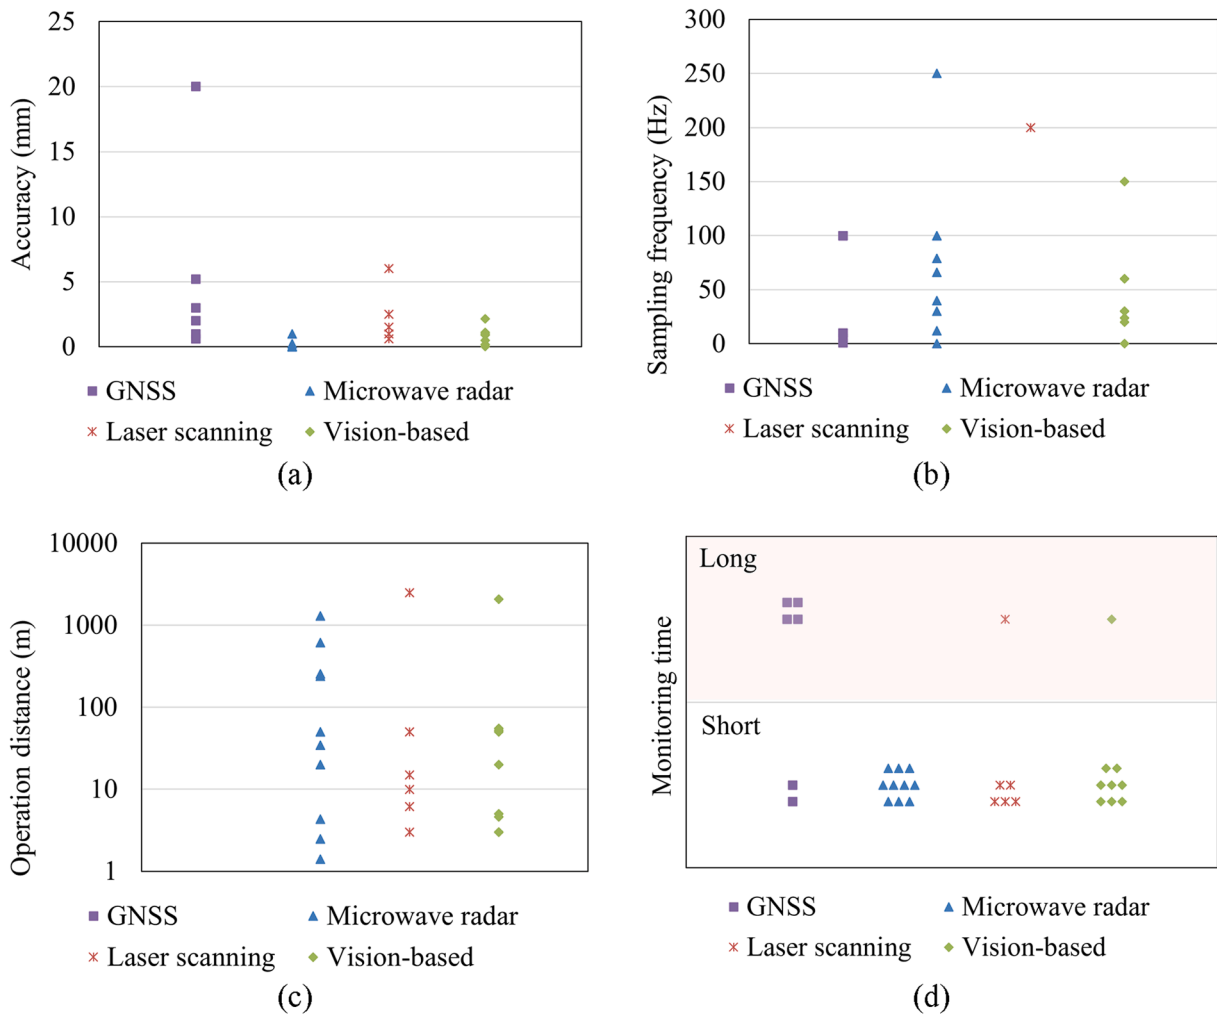 25
20
15
10
5
0
Accuracy (mm)
GNSS
Microwave radar
Laser scanning
Vision-based
(a)
300
250
200
150
100
50
0
Sampling frequency (Hz)
GNSS
Microwave radar
Laser scanning
Vision-based
(b)
10000
1000
100
10
1
Operation distance (m)
GNSS
Microwave radar
Laser scanning
Vision-based
(c)
Long
Short
Monitoring time
GNSS
Microwave radar
Laser scanning
Vision-based
(d)